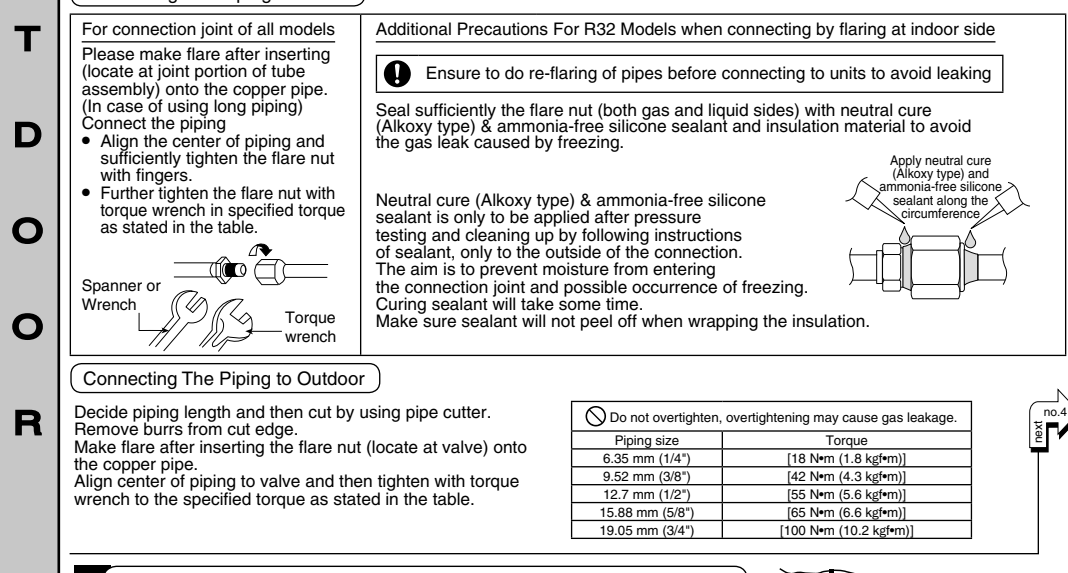 T
D
O
O
R
For connection joint of all models
Please make flare after inserting
(locate at joint portion of tube
assembly) onto the copper pipe.
(In case of using long piping)
Connect the piping
● Align the center of piping and
sufficiently tighten the flare nut
with fingers.
● Further tighten the flare nut with
torque wrench in specified torque
as stated in the table.
Spanner or
Wrench
Torque
wrench
Additional Precautions For R32 Models when connecting by flaring at indoor side
Ensure to do re-flaring of pipes before connecting to units to avoid leaking
Seal sufficiently the flare nut (both gas and liquid sides) with neutral cure
(Alkoxy type) & ammonia-free silicone sealant and insulation material to avoid
the gas leak caused by freezing.
Apply neutral cure
(Alkoxy type) and
ammonia-free silicone
sealant along the
circumference
Neutral cure (Alkoxy type) & ammonia-free silicone
sealant is only to be applied after pressure
testing and cleaning up by following instructions
of sealant, only to the outside of the connection.
The aim is to prevent moisture from entering
the connection joint and possible occurrence of freezing.
Curing sealant will take some time.
Make sure sealant will not peel off when wrapping the insulation.
Connecting The Piping to Outdoor
Decide piping length and then cut by using pipe cutter.
Remove burrs from cut edge.
Make flare after inserting the flare nut (locate at valve) onto
the copper pipe.
Align center of piping to valve and then tighten with torque
wrench to the specified torque as stated in the table.
Do not overtighten, overtightening may cause gas leakage.
Piping size Torque
6.35 mm (1/4") [18 N•m (1.8 kgf•m)]
9.52 mm (3/8") [42 N•m (4.3 kgf•m)]
12.7 mm (1/2") [55 N•m (5.6 kgf•m)]
15.88 mm (5/8") [65 N•m (6.6 kgf•m)]
19.05 mm (3/4") [100 N•m (10.2 kgf•m)]
no.4
next